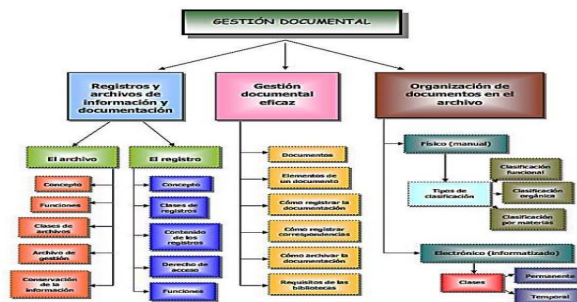 GESTIÓN DOCUMENTAL
Registros y
archivos de
información y
documentación
Gestión
documental
eficaz
Organización de
documentos en el
archivo
El archivo
El registro
Concepto
Funciones
Clases de
archivos
Archivo de
gestión
Conservación
de la
información
Concepto
Clases de
registros
Contenido
de los
registros
Derecho de
acceso
Funciones
Documentos
Elementos de
un documento
Cómo registrar la
documentación
Cómo registrar
correspondencias
Cómo archivar la
documentación
Requisitos de las
bibliotecas
Físico (manual)
Tipos de
clasificación
Clasificación
funcional
Clasificación
orgánica
Clasificación
por materias
Electrónico (informatizado)
Clases
Permanente
Temporal